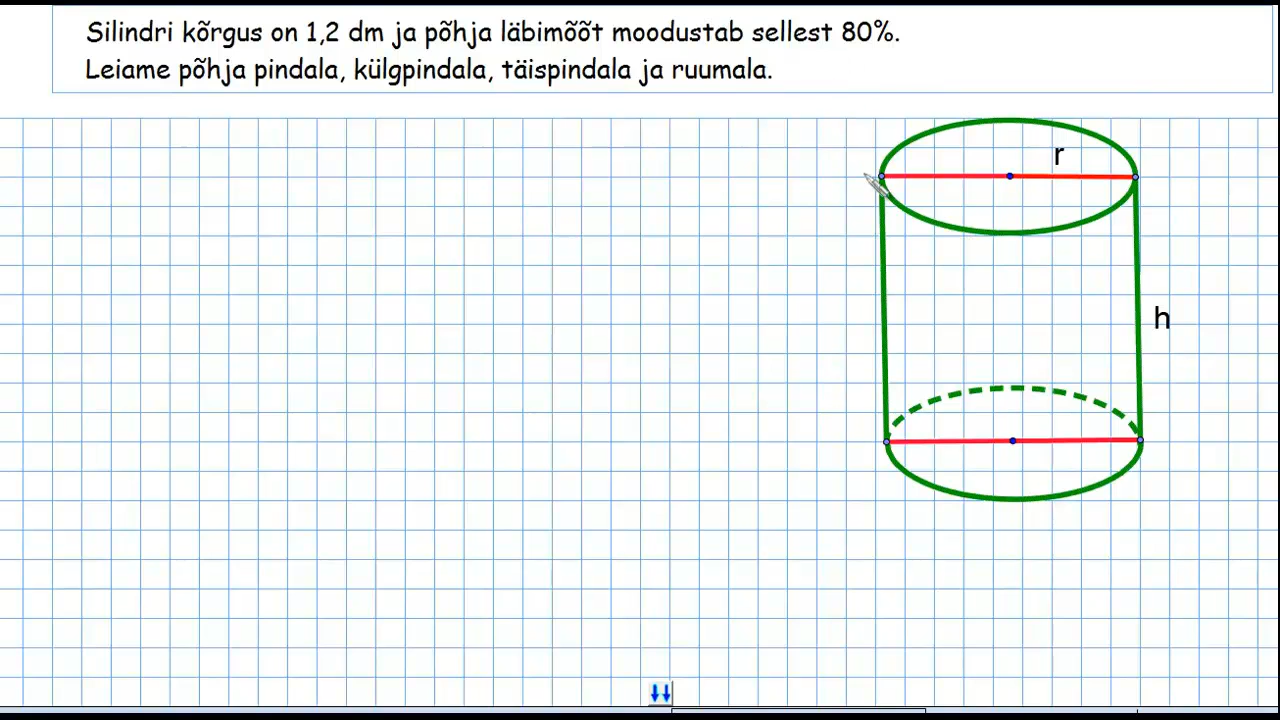 Silindri kõrgus on 1,2 dm ja põhja läbimõõt moodustab sellest 80%.
Leiame põhja pindala, külgpindala, täispindala ja ruumala.
r
h